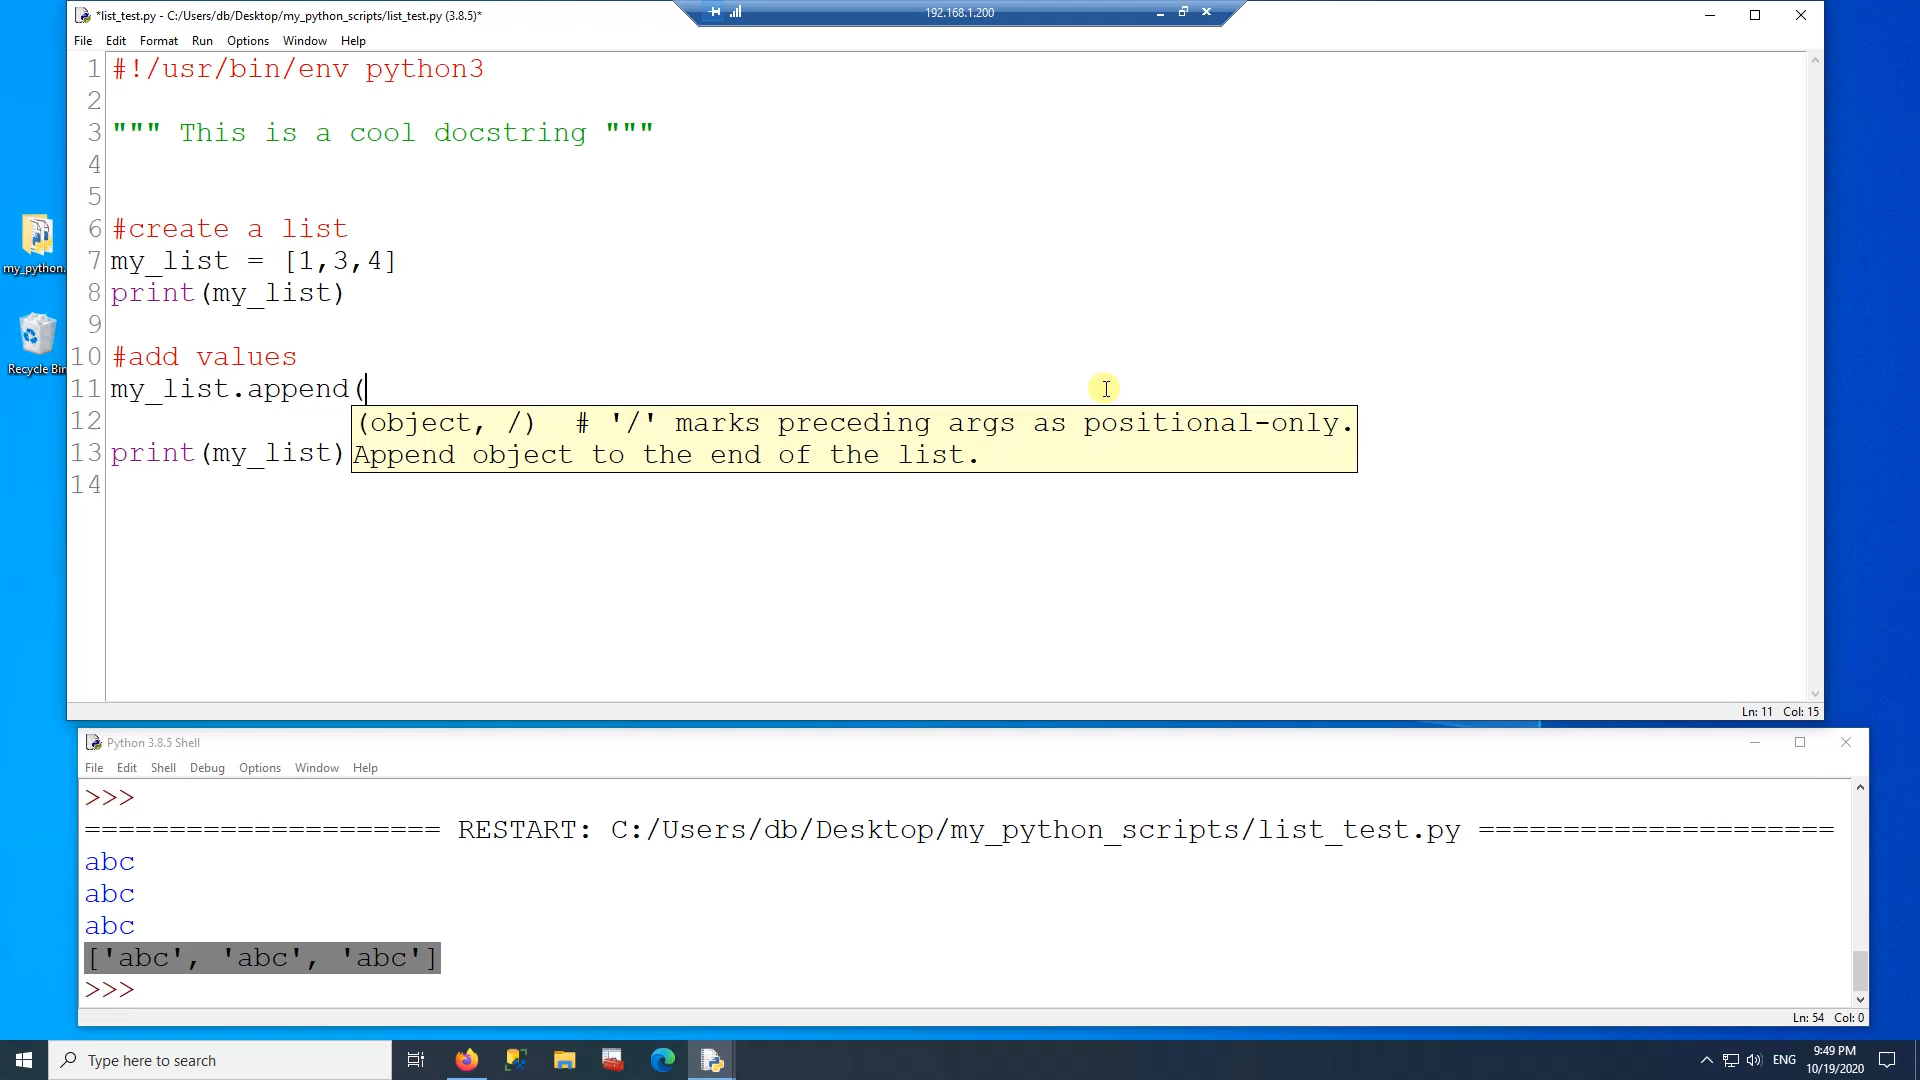 *list_test.py - C:/Users/db/Desktop/my_python_scripts/list_test.py (3.8.5)*
192.168.1.200
File Edit Format Run Options Window Help
1 #!/usr/bin/env python3
2
3 """ This is a cool docstring """
4
5
6 #create a list
7 my_list = [1,3,4]
8 print(my_list)
9
10 #add values
11 my_list.append(
12 (object, /)  # '/' marks preceding args as positional-only.
13 print(my_list) Append object to the end of the list.
14
my_python.
Recycle Bin
Ln: 11 Col: 15
Python 3.8.5 Shell
File Edit Shell Debug Options Window Help
>>>
===================== RESTART: C:/Users/db/Desktop/my_python_scripts/list_test.py =====================
abc
abc
abc
['abc', 'abc', 'abc']
>>>
Ln: 54 Col: 0
Type here to search
ENG
9:49 PM
10/19/2020